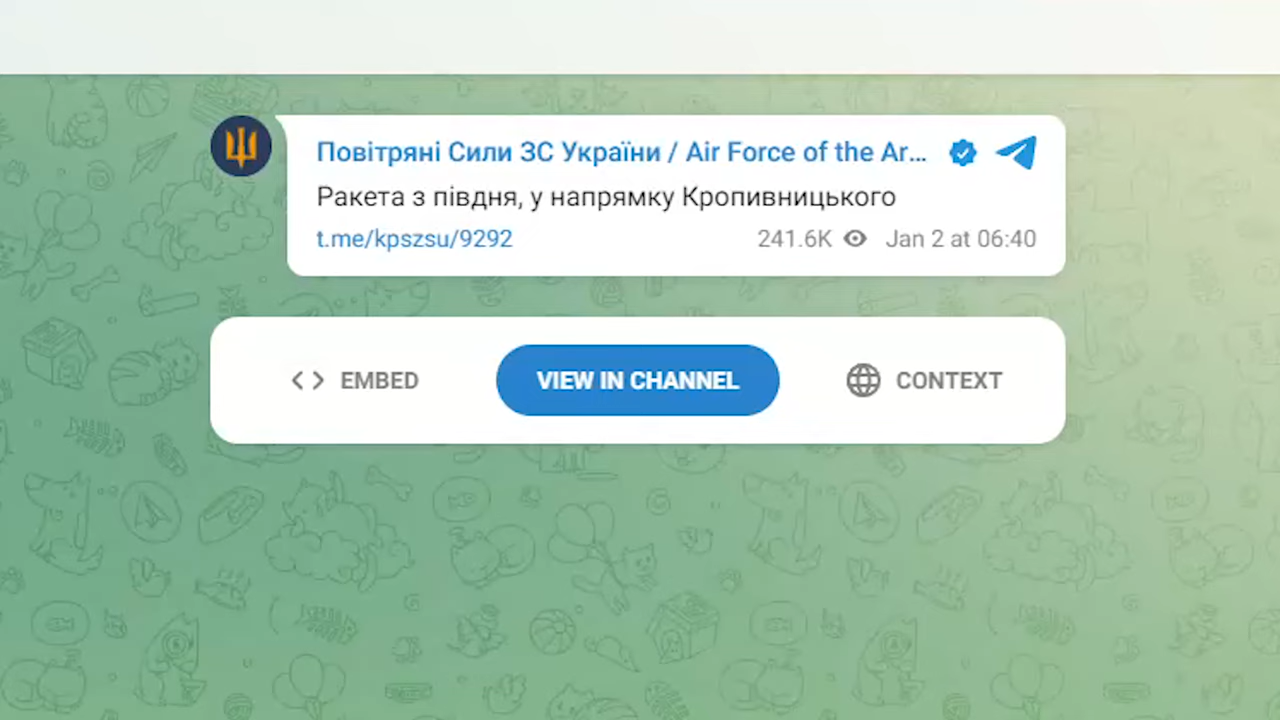 Повітряні Сили ЗС України / Air Force of the Ar...
Ракета з півдня, у напрямку Кропивницького
t.me/kpszsu/9292 241.6K Jan 2 at 06:40
EMBED VIEW IN CHANNEL CONTEXT